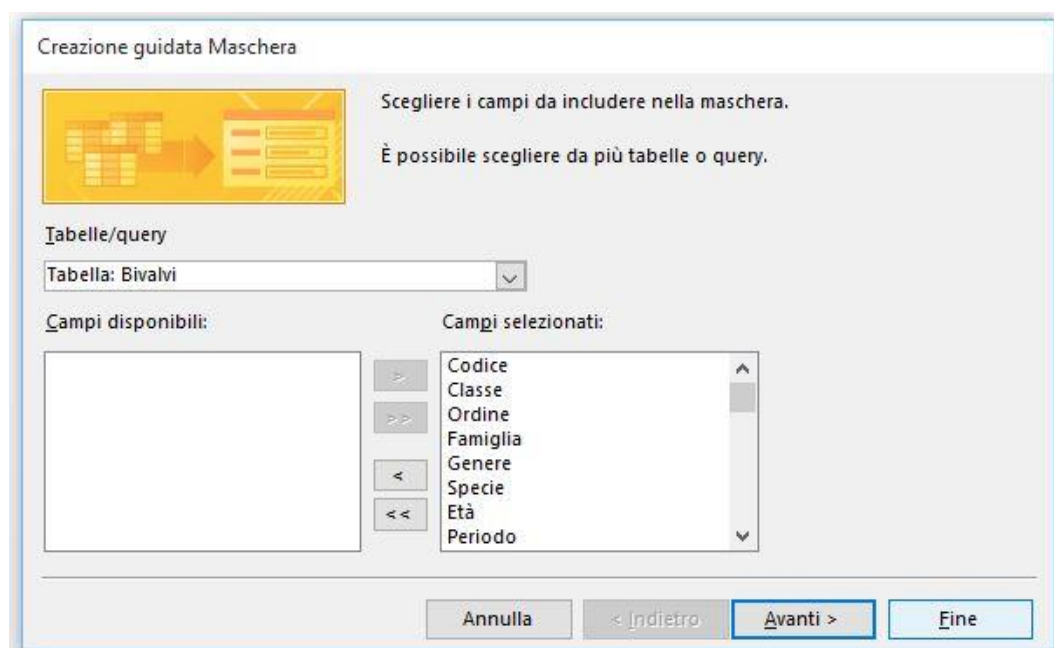 Creazione guidata Maschera
Scegliere i campi da includere nella maschera.
È possibile scegliere da più tabelle o query.
Tabelle/query
Tabella: Bivalvi
Campi disponibili:
Campi selezionati:
>
>>
<
<<
Codice
Classe
Ordine
Famiglia
Genere
Specie
Età
Periodo
Annulla
< Indietro
Avanti >
Fine